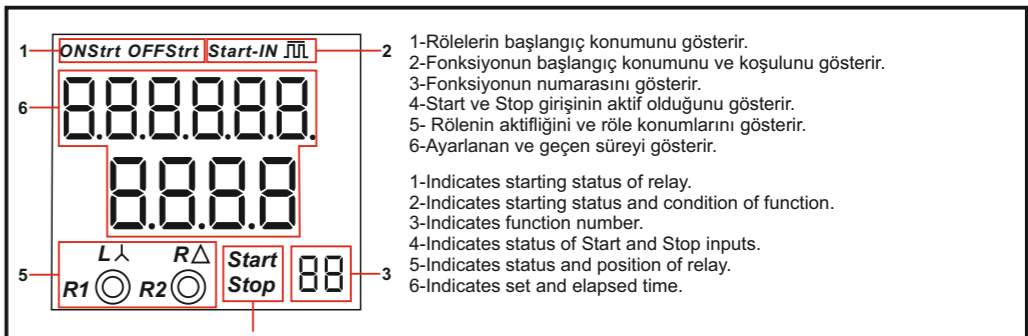 1
ONStrt OFFStrt
Start-IN
2
6
L
R
R1
R2
5
Start
Stop
3
1-Rölelerin başlangıç konumunu gösterir.
2-Fonksiyonun başlangıç konumunu ve koşulunu gösterir.
3-Fonksiyonun numarasını gösterir.
4-Start ve Stop girişinin aktif olduğunu gösterir.
5- Rölenin aktifliğini ve röle konumlarını gösterir.
6-Ayarlanan ve geçen süreyi gösterir.
1-Indicates starting status of relay.
2-Indicates starting status and condition of function.
3-Indicates function number.
4-Indicates status of Start and Stop inputs.
5-Indicates status and position of relay.
6-Indicates set and elapsed time.